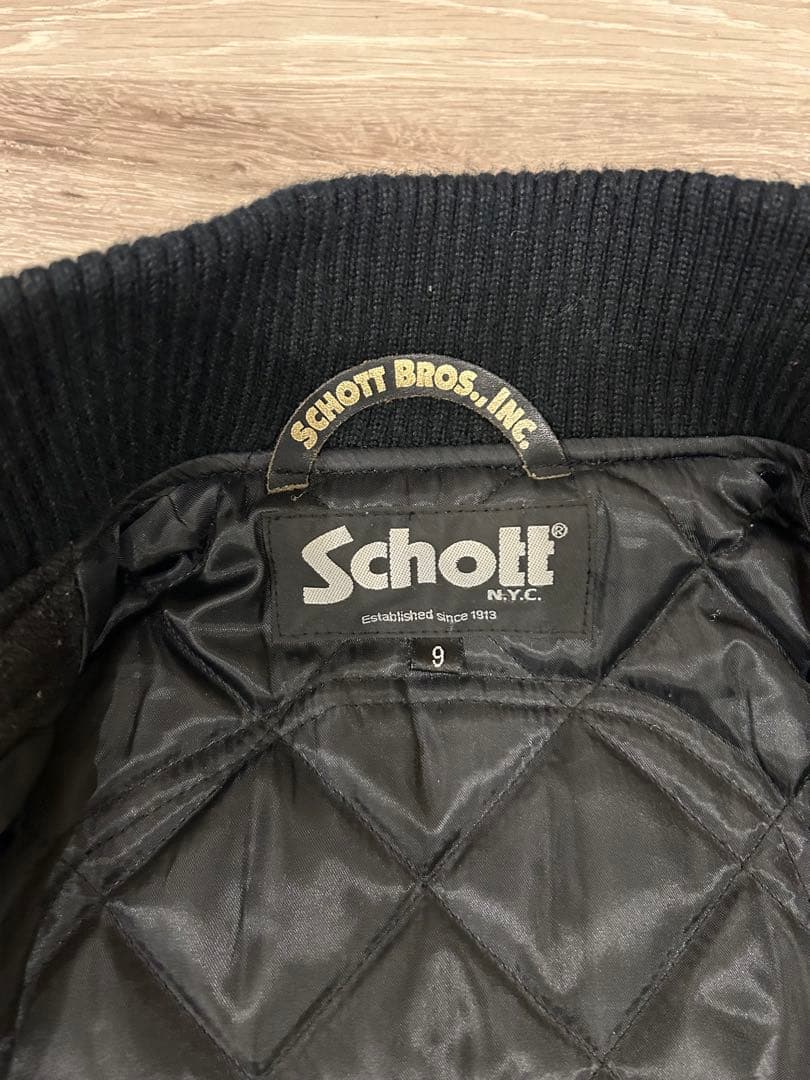 SCHOTT BROS., INC.
Schott®
N.Y.C.
Established since 1913
9